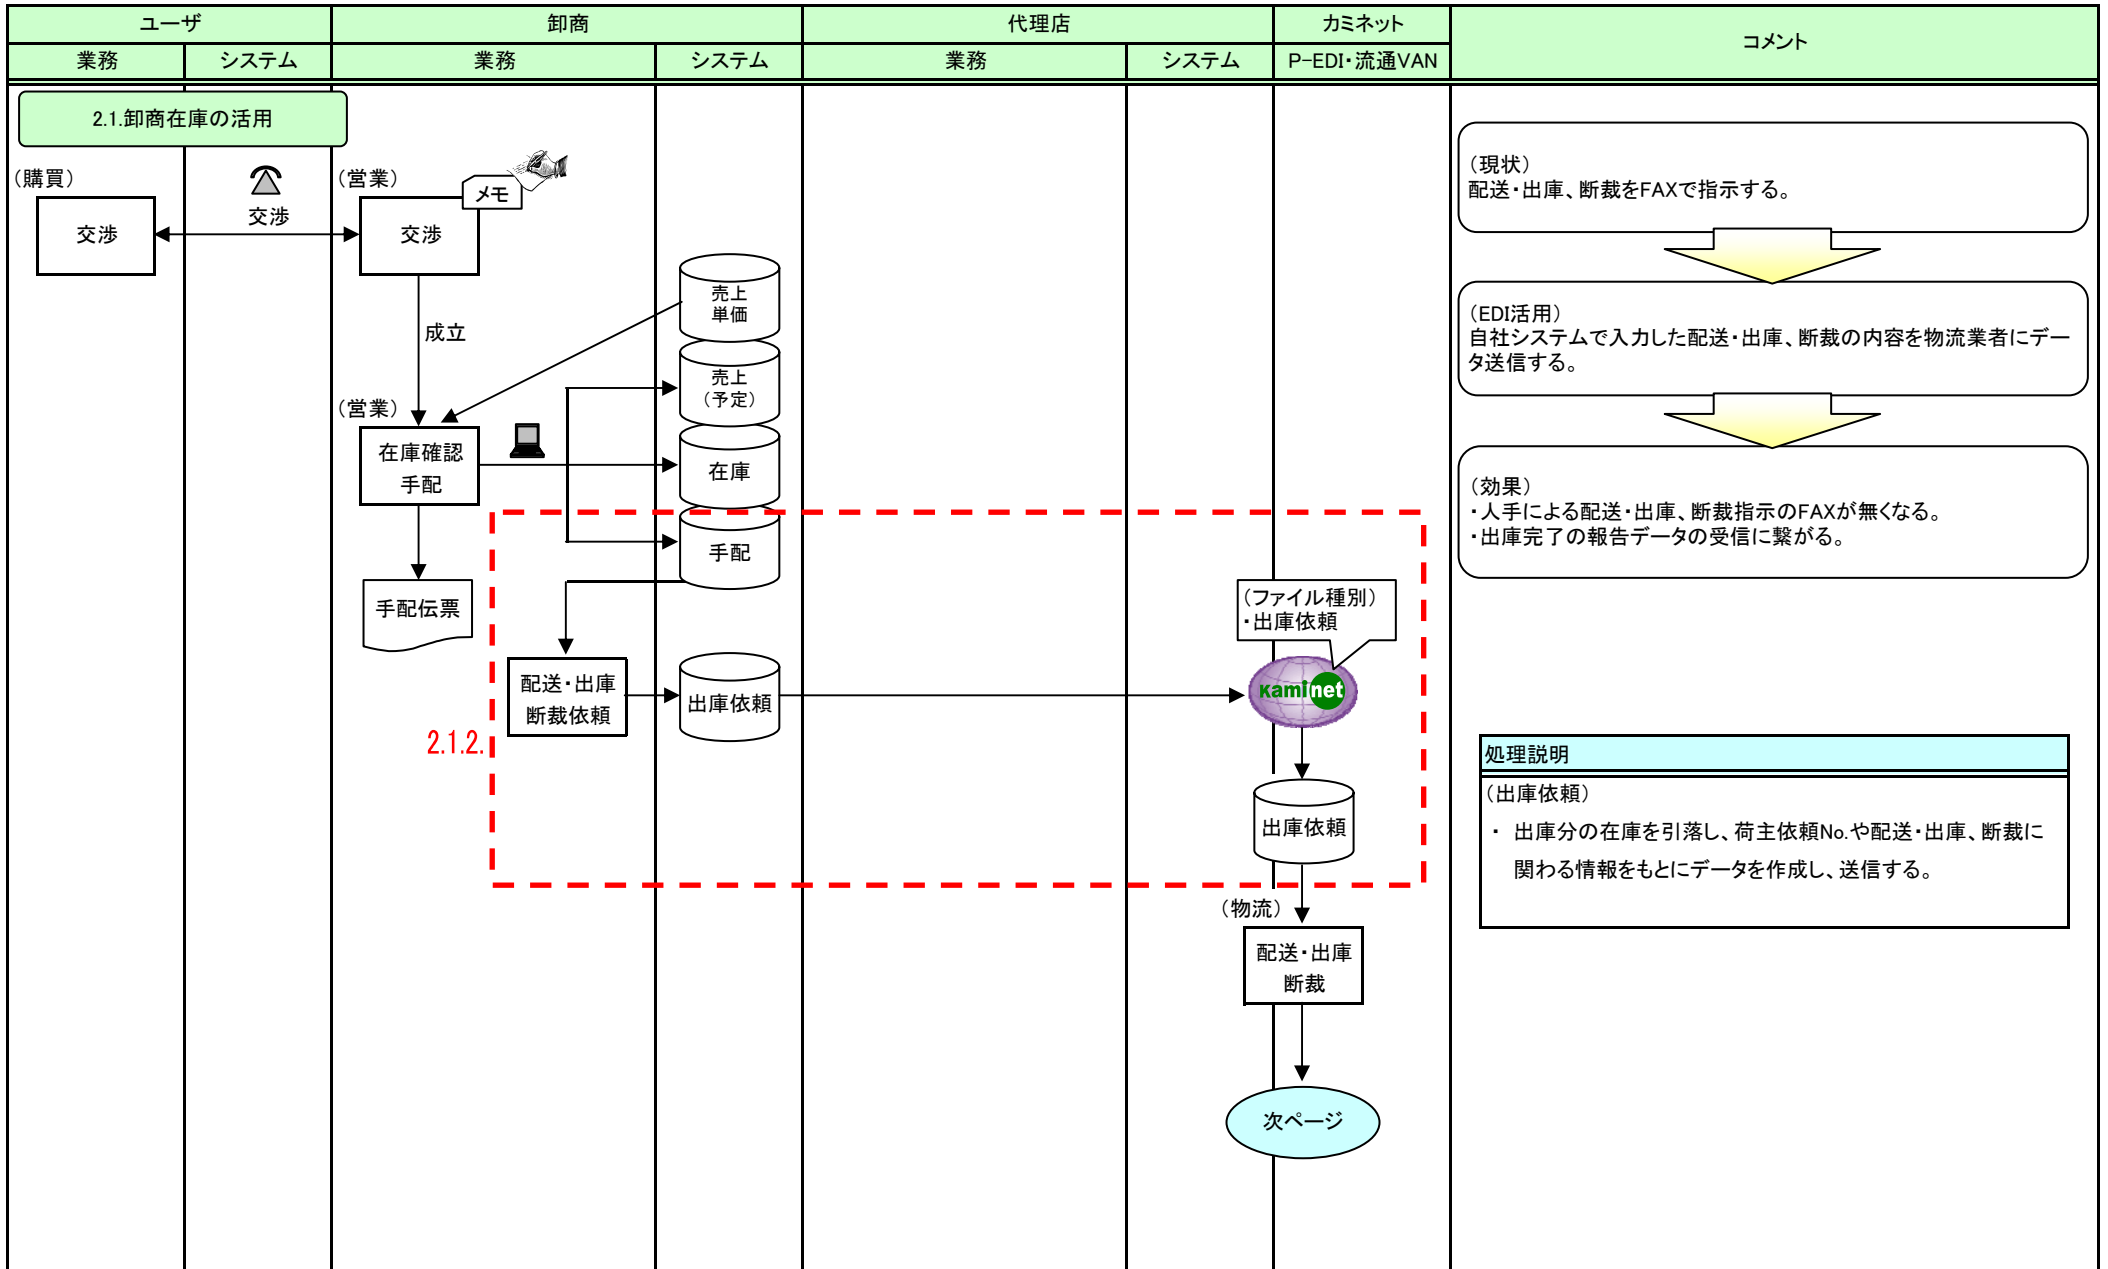 ユーザ
卸商
代理店
カミネット
コメント
業務
システム
業務
システム
業務
システム
P-EDI・流通VAN
2.1.卸商在庫の活用
（購買）
交渉
交渉
（営業）
メモ
交渉
成立
売上
単価
売上
（予定）
在庫
手配
（営業）
在庫確認
手配
手配伝票
2.1.2.
配送・出庫
断裁依頼
出庫依頼
（ファイル種別）
・出庫依頼
Kaminet
出庫依頼
（物流）
配送・出庫
断裁
次ページ
（現状）
配送・出庫、断裁をFAXで指示する。
（EDI活用）
自社システムで入力した配送・出庫、断裁の内容を物流業者にデー
タ送信する。
（効果）
・人手による配送・出庫、断裁指示のFAXが無くなる。
・出庫完了の報告データの受信に繋がる。
処理説明
（出庫依頼）
・ 出庫分の在庫を引落し、荷主依頼No.や配送・出庫、断裁に
関わる情報をもとにデータを作成し、送信する。